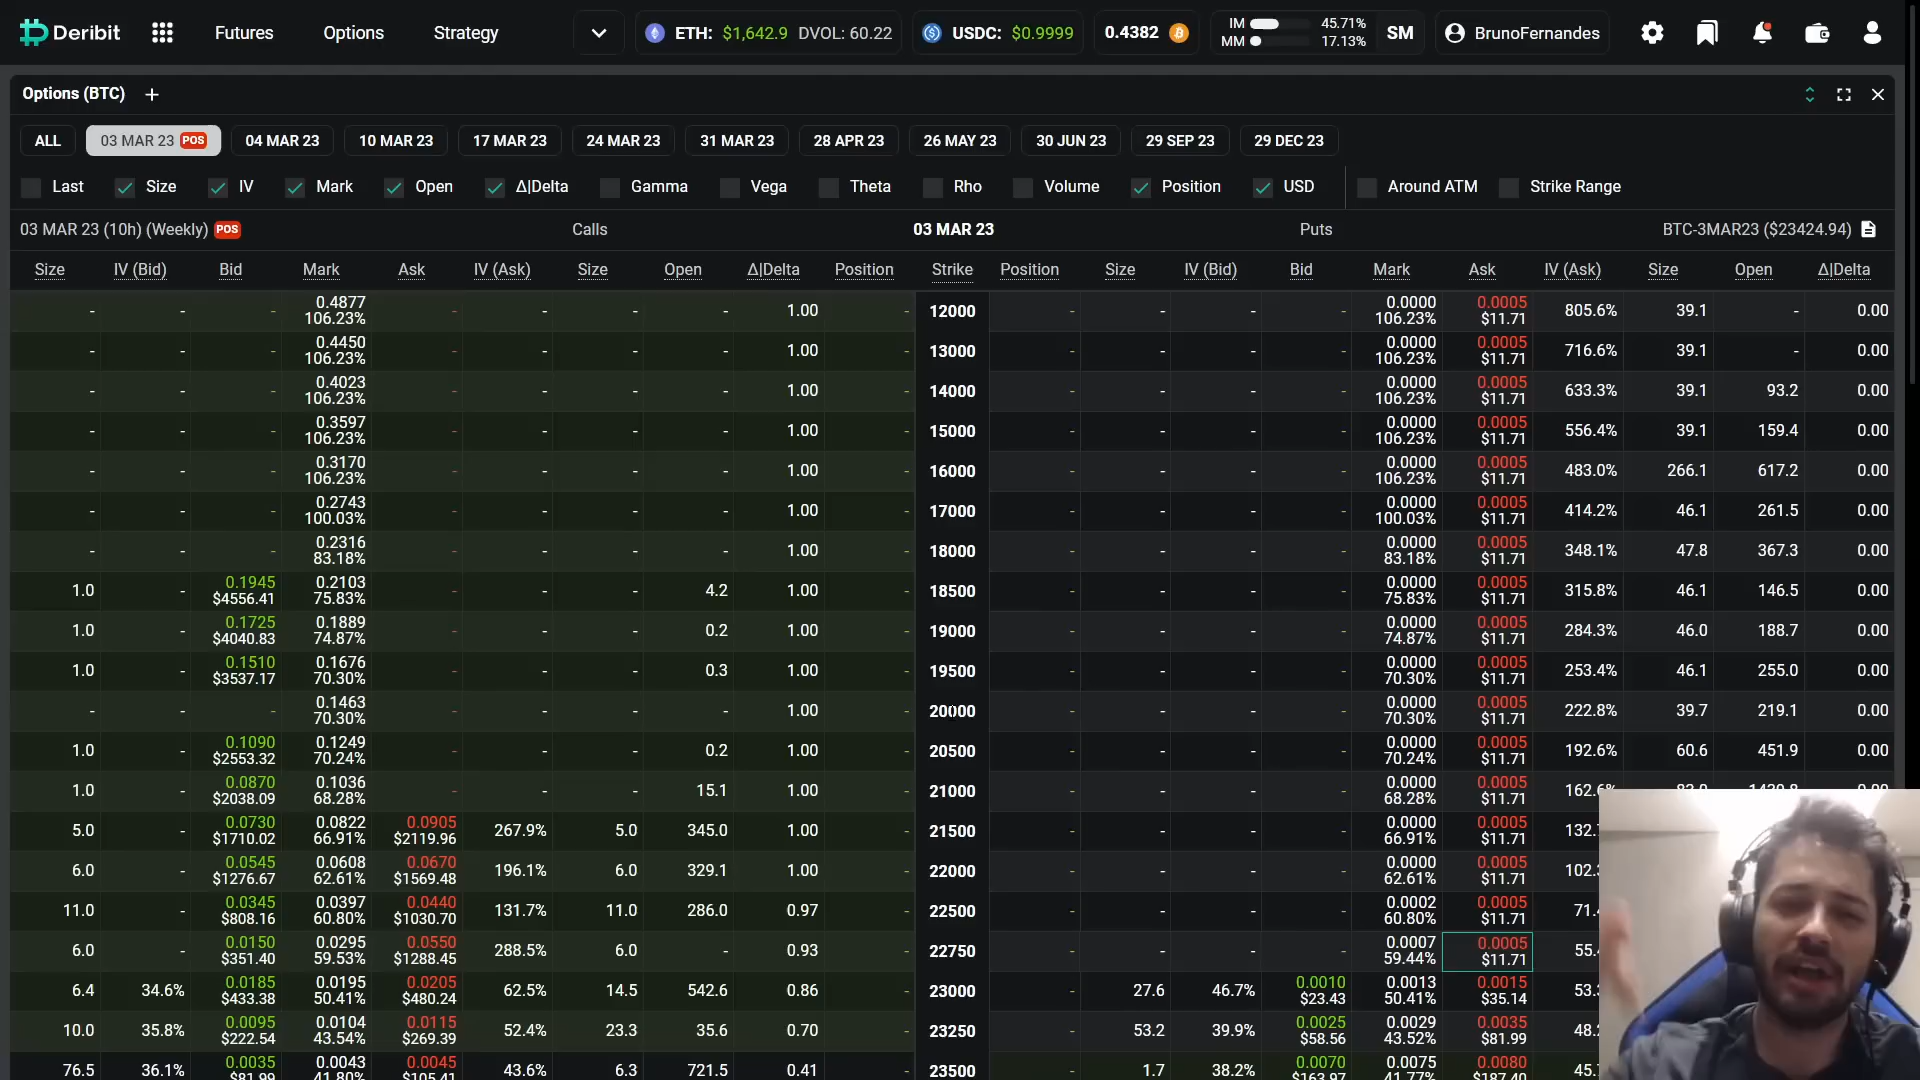 Deribit Futures Options Strategy ETH: $1,642.9 DVOL: 60.22 USDC: $0.9999 0.4382 IM 45.71% MM 17.13% SM BrunoFernandes
Options (BTC) +
ALL 03 MAR 23 POS 04 MAR 23 10 MAR 23 17 MAR 23 24 MAR 23 31 MAR 23 28 APR 23 26 MAY 23 30 JUN 23 29 SEP 23 29 DEC 23
Last Size IV Mark Open Δ|Delta Gamma Vega Theta Rho Volume Position USD Around ATM Strike Range
03 MAR 23 (10h) (Weekly) POS Calls 03 MAR 23 Puts BTC-3MAR23 ($23424.94)
Size IV (Bid) Bid Mark Ask IV (Ask) Size Open Δ|Delta Position Strike Position Size IV (Bid) Bid Mark Ask IV (Ask) Size Open Δ|Delta
- - - 0.4877 106.23% - - - - 1.00 - 12000 - - - - 0.0000 106.23% 0.0005 $11.71 805.6% 39.1 - 0.00
- - - 0.4450 106.23% - - - - 1.00 - 13000 - - - - 0.0000 106.23% 0.0005 $11.71 716.6% 39.1 - 0.00
- - - 0.4023 106.23% - - - - 1.00 - 14000 - - - - 0.0000 106.23% 0.0005 $11.71 633.3% 39.1 93.2 0.00
- - - 0.3597 106.23% - - - - 1.00 - 15000 - - - - 0.0000 106.23% 0.0005 $11.71 556.4% 39.1 159.4 0.00
- - - 0.3170 106.23% - - - - 1.00 - 16000 - - - - 0.0000 106.23% 0.0005 $11.71 483.0% 266.1 617.2 0.00
- - - 0.2743 100.03% - - - - 1.00 - 17000 - - - - 0.0000 100.03% 0.0005 $11.71 414.2% 46.1 261.5 0.00
- - - 0.2316 83.18% - - - - 1.00 - 18000 - - - - 0.0000 83.18% 0.0005 $11.71 348.1% 47.8 367.3 0.00
1.0 - 0.1945 $4556.41 0.2103 75.83% - - - 4.2 1.00 - 18500 - - - - 0.0000 75.83% 0.0005 $11.71 315.8% 46.1 146.5 0.00
1.0 - 0.1725 $4040.83 0.1889 74.87% - - - 0.2 1.00 - 19000 - - - - 0.0000 74.87% 0.0005 $11.71 284.3% 46.0 188.7 0.00
1.0 - 0.1510 $3537.17 0.1676 70.30% - - - 0.3 1.00 - 19500 - - - - 0.0000 70.30% 0.0005 $11.71 253.4% 46.1 255.0 0.00
- - - 0.1463 70.30% - - - - 1.00 - 20000 - - - - 0.0000 70.30% 0.0005 $11.71 222.8% 39.7 219.1 0.00
1.0 - 0.1090 $2553.32 0.1249 70.24% - - - 0.2 1.00 - 20500 - - - - 0.0000 70.24% 0.0005 $11.71 192.6% 60.6 451.9 0.00
1.0 - 0.0870 $2038.09 0.1036 68.28% - - - 15.1 1.00 - 21000 - - - - 0.0000 68.28% 0.0005 $11.71 162.6%
5.0 - 0.0730 $1710.02 0.0822 66.91% 0.0905 $2119.96 267.9% 5.0 345.0 1.00 - 21500 - - - - 0.0000 66.91% 0.0005 $11.71 132.
6.0 - 0.0545 $1276.67 0.0608 62.61% 0.0670 $1569.48 196.1% 6.0 329.1 1.00 - 22000 - - - - 0.0000 62.61% 0.0005 $11.71 102.
11.0 - 0.0345 $808.16 0.0397 60.80% 0.0440 $1030.70 131.7% 11.0 286.0 0.97 - 22500 - - - - 0.0002 60.80% 0.0005 $11.71 71.
6.0 - 0.0150 $351.40 0.0295 59.53% 0.0550 $1288.45 288.5% 6.0 - 0.93 - 22750 - - - - 0.0007 59.44% 0.0005 $11.71 55.
6.4 34.6% 0.0185 $433.38 0.0195 50.41% 0.0205 $480.24 62.5% 14.5 542.6 0.86 - 23000 - 27.6 46.7% 0.0010 $23.43 0.0013 50.41% 0.0015 $35.14 53.
10.0 35.8% 0.0095 $222.54 0.0104 43.54% 0.0115 $269.39 52.4% 23.3 35.6 0.70 - 23250 - 53.2 39.9% 0.0025 $58.56 0.0029 43.52% 0.0035 $81.99 48.
76.5 36.1% 0.0035 $81.99 0.0043 41.80% 0.0045 $105.41 43.6% 6.3 721.5 0.41 - 23500 - 1.7 38.2% 0.0070 $163.97 0.0075 41.77% 0.0080 $187.40 45.